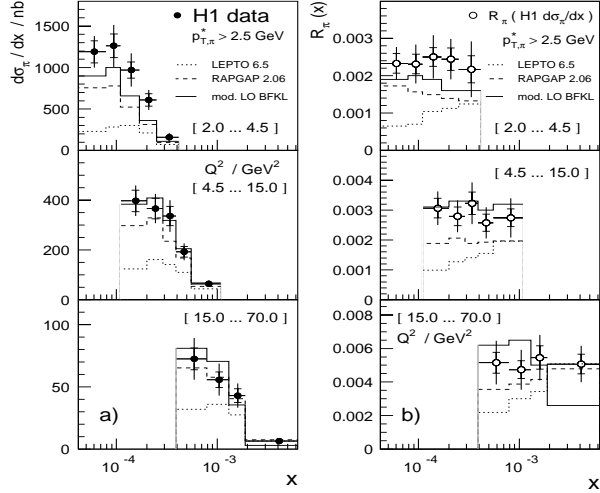 dσπ/dx / nb
1500
1250
1000
750
500
250
0
H1 data
p*T,π > 2.5 GeV
LEPTO 6.5
RAPGAP 2.06
mod. LO BFKL
[ 2.0 ... 4.5 ]
400
200
0
Q² / GeV²
[ 4.5 ... 15.0 ]
100
50
0
[ 15.0 ... 70.0 ]
a)
10⁻⁴
10⁻³
x
Rπ(x)
0.003
0.002
0.001
0
Rπ ( H1 dσπ/dx )
p*T,π > 2.5 GeV
LEPTO 6.5
RAPGAP 2.06
mod. LO BFKL
[ 2.0 ... 4.5 ]
0.004
0.003
0.002
0.001
0.000
[ 4.5 ... 15.0 ]
0.006
0.004
0.002
0.000
[ 15.0 ... 70.0 ]
Q² / GeV²
b)
10⁻⁴
10⁻³
x